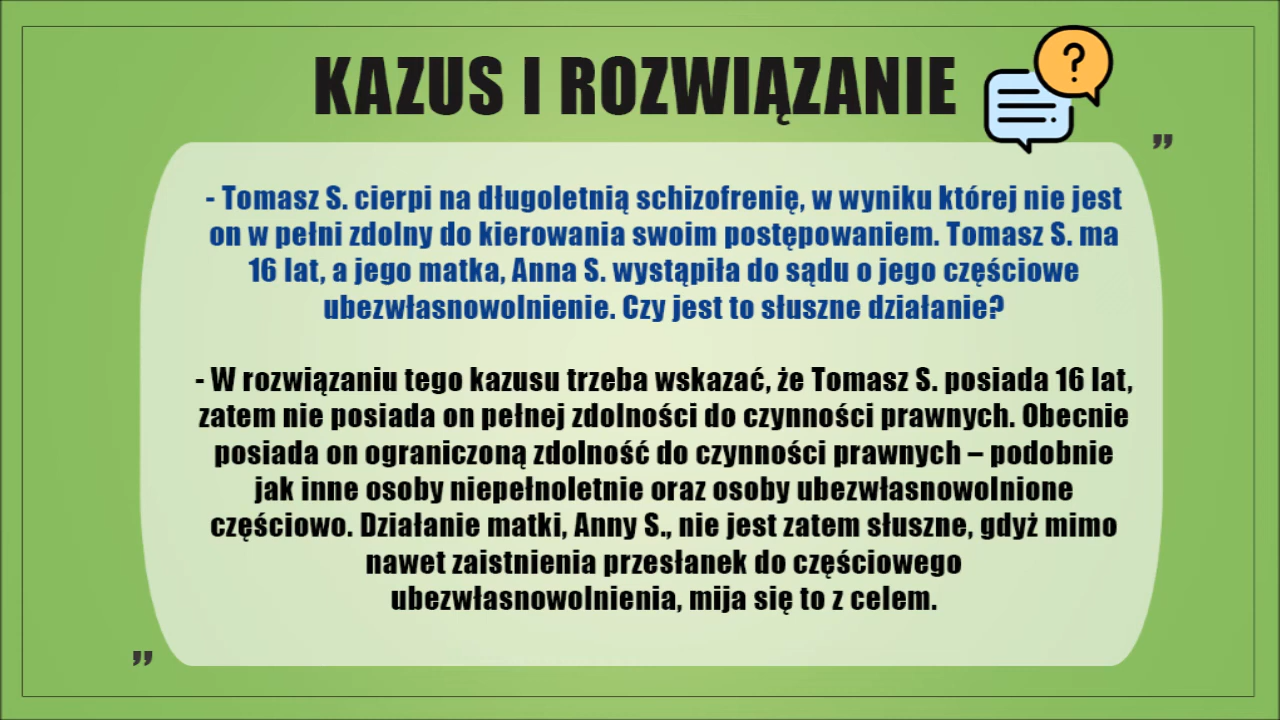 KAZUS I ROZWIĄZANIE
?
”
- Tomasz S. cierpi na długoletnią schizofrenię, w wyniku której nie jest
on w pełni zdolny do kierowania swoim postępowaniem. Tomasz S. ma
16 lat, a jego matka, Anna S. wystąpiła do sądu o jego częściowe
ubezwłasnowolnienie. Czy jest to słuszne działanie?
- W rozwiązaniu tego kazusu trzeba wskazać, że Tomasz S. posiada 16 lat,
zatem nie posiada on pełnej zdolności do czynności prawnych. Obecnie
posiada on ograniczoną zdolność do czynności prawnych – podobnie
jak inne osoby niepełnoletnie oraz osoby ubezwłasnowolnione
częściowo. Działanie matki, Anny S., nie jest zatem słuszne, gdyż mimo
nawet zaistnienia przesłanek do częściowego
ubezwłasnowolnienia, mija się to z celem.
”